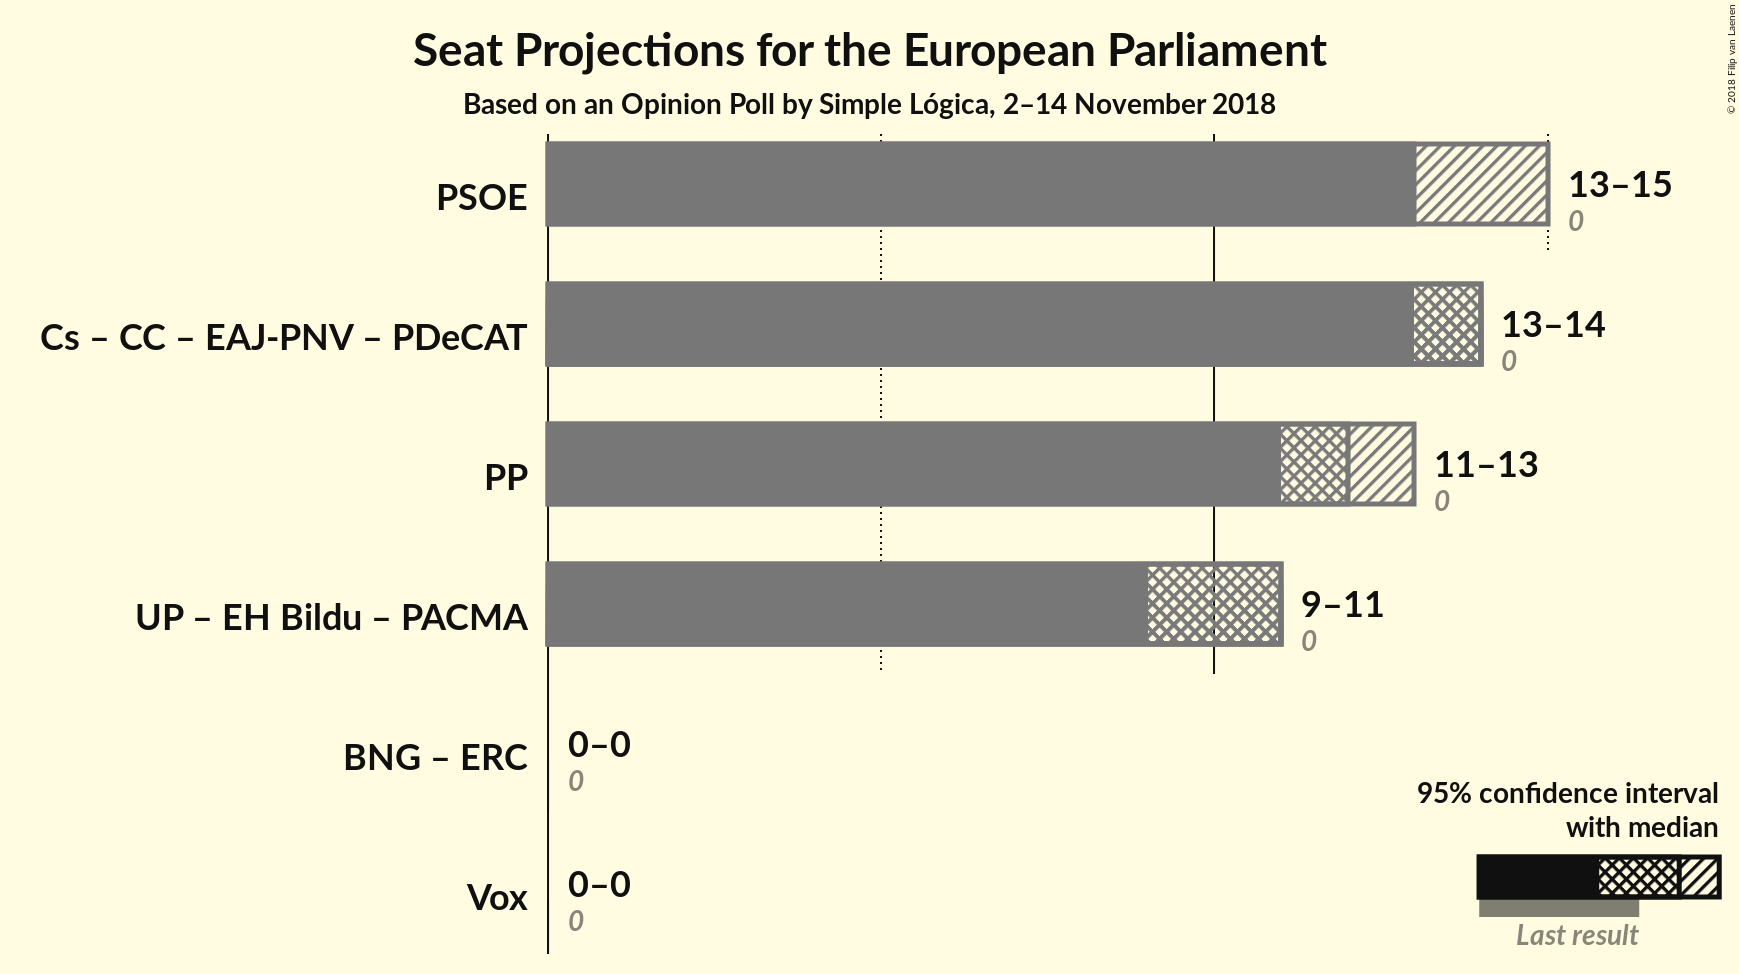 Seat Projections for the European Parliament
Based on an Opinion Poll by Simple Lógica, 2–14 November 2018
© 2018 Filip van Laenen
PSOE
13–15
0
Cs – CC – EAJ-PNV – PDeCAT
13–14
0
PP
11–13
0
UP – EH Bildu – PACMA
9–11
0
BNG – ERC
0–0
0
Vox
0–0
0
95% confidence interval
with median
Last result